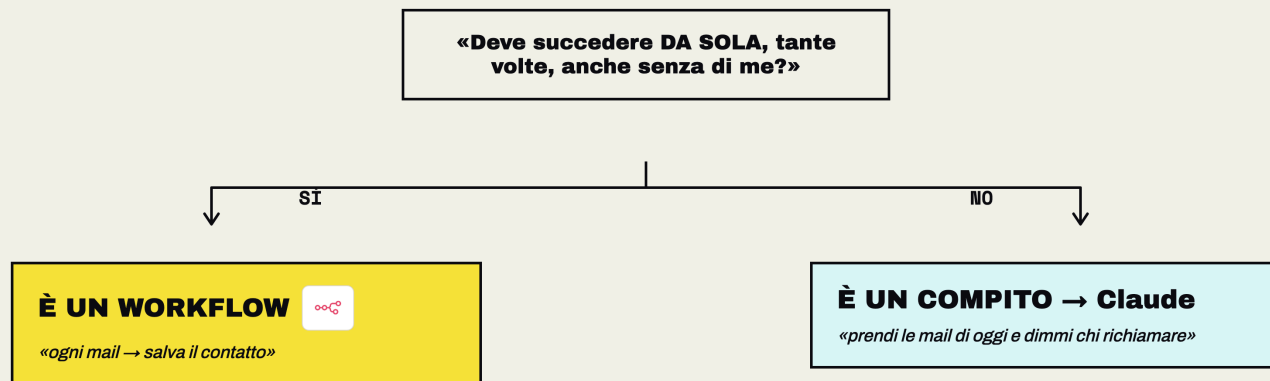 «Deve succedere DA SOLA, tante
volte, anche senza di me?»
SÌ
NO
È UN WORKFLOW
È UN COMPITO → Claude
«ogni mail → salva il contatto»
«prendi le mail di oggi e dimmi chi richiamare»